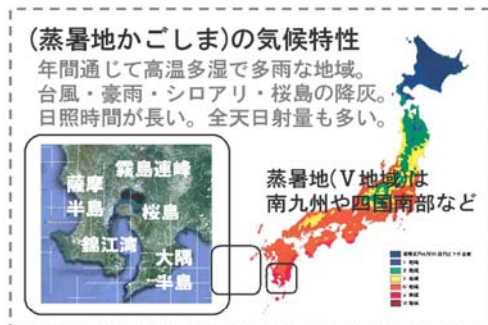 (蒸暑地かごしま)の気候特性
年間通じて高温多湿で多雨な地域。
台風・豪雨・シロアリ・桜島の降灰。
日照時間が長い。全天日射量も多い。
霧島連峰
薩摩
半島
桜島
錦江湾
大隅
半島
蒸暑地(Ⅴ地域)は
南九州や四国南部など